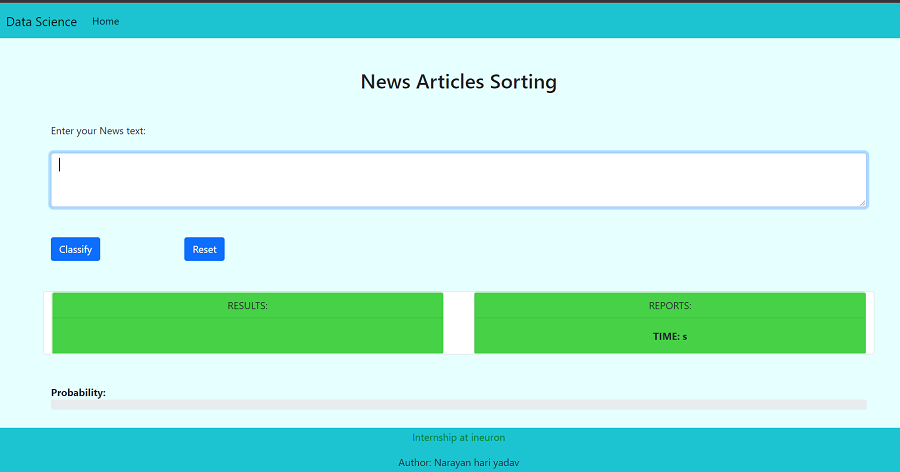 Data Science Home
News Articles Sorting
Enter your News text:
Classify Reset
RESULTS: REPORTS:
TIME: s
Probability:
Internship at ineuron
Author: Narayan hari yadav